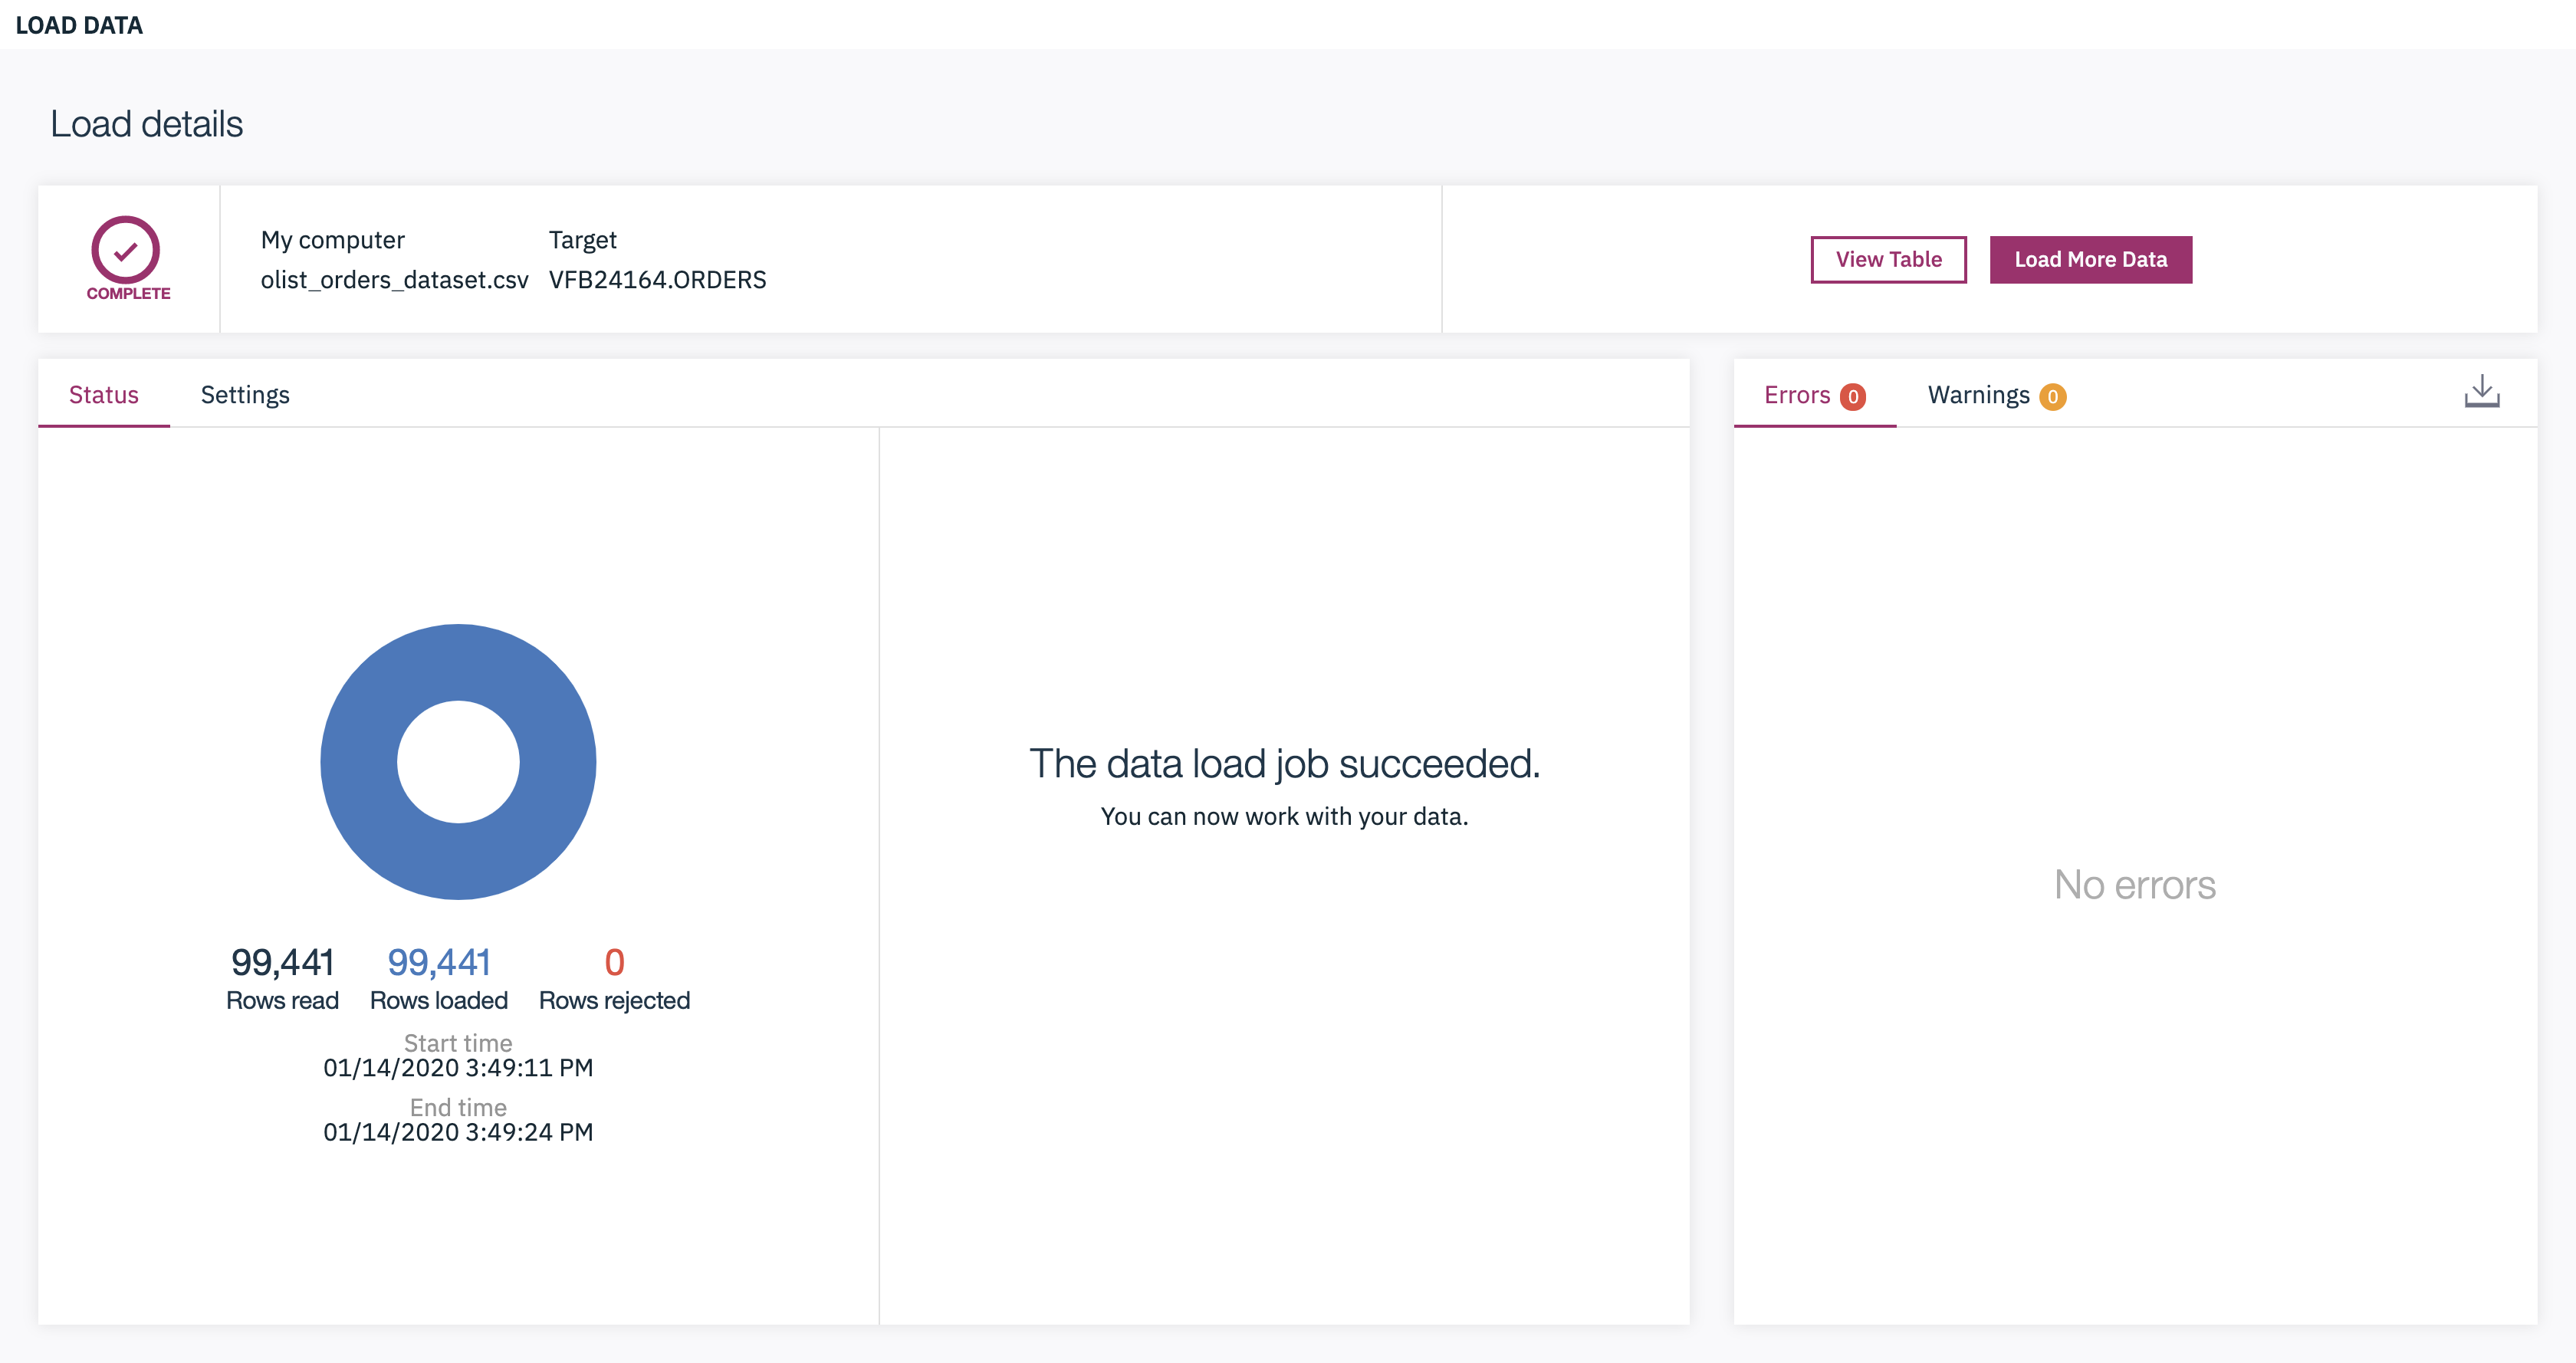 LOAD DATA
Load details
COMPLETE
My computer
olist_orders_dataset.csv
Target
VFB24164.ORDERS
View Table
Load More Data
Status
Settings
99,441
Rows read
99,441
Rows loaded
0
Rows rejected
Start time
01/14/2020 3:49:11 PM
End time
01/14/2020 3:49:24 PM
The data load job succeeded.
You can now work with your data.
Errors 0
Warnings 0
No errors